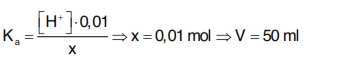 Kₐ = [H⁺]·0,01 / x ⇒ x = 0,01 mol ⇒ V = 50 ml